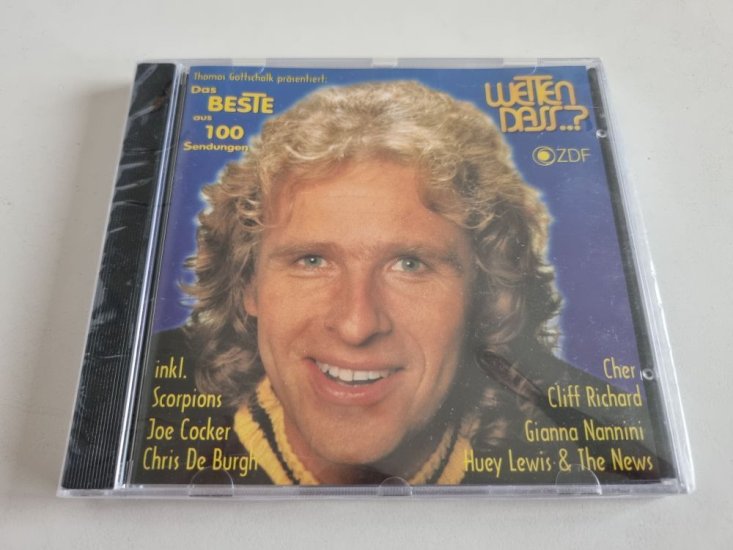 Thomas Gottschalk präsentiert:
Das
BESTE
aus
100
Sendungen
WETTEN
DASS..?
ZDF
inkl.
Scorpions
Joe Cocker
Chris De Burgh
Cher
Cliff Richard
Gianna Nannini
Huey Lewis & The News